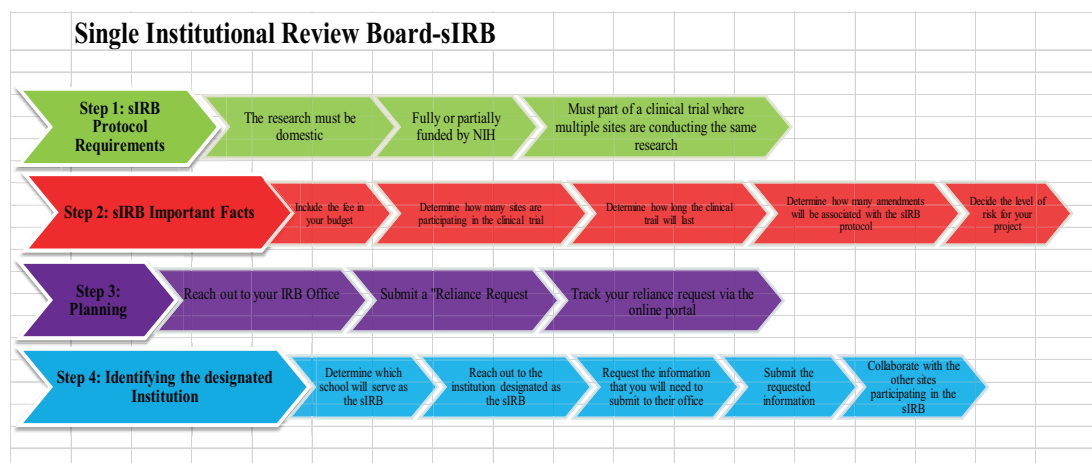 Single Institutional Review Board-sIRB
Step 1: sIRB
Protocol
Requirements
The research must be
domestic
Fully or partially
funded by NIH
Must part of a clinical trial where
multiple sites are conducting the same
research
Step 2: sIRB Important Facts
Include the fee in
your budget
Determine how many sites are
participating in the clinical trial
Determine how long the clinical
trail will last
Determine how many amendments
will be associated with the sIRB
protocol
Decide the level of
risk for your
project
Step 3:
Planning
Reach out to your IRB Office
Submit a "Reliance Request
Track your reliance request via the
online portal
Step 4: Identifying the designated
Institution
Determine which
school will serve as
the sIRB
Reach out to the
institution designated as
the sIRB
Request the information
that you will need to
submit to their office
Submit the
requested
information
Collaborate with the
other sites
participating in the
sIRB